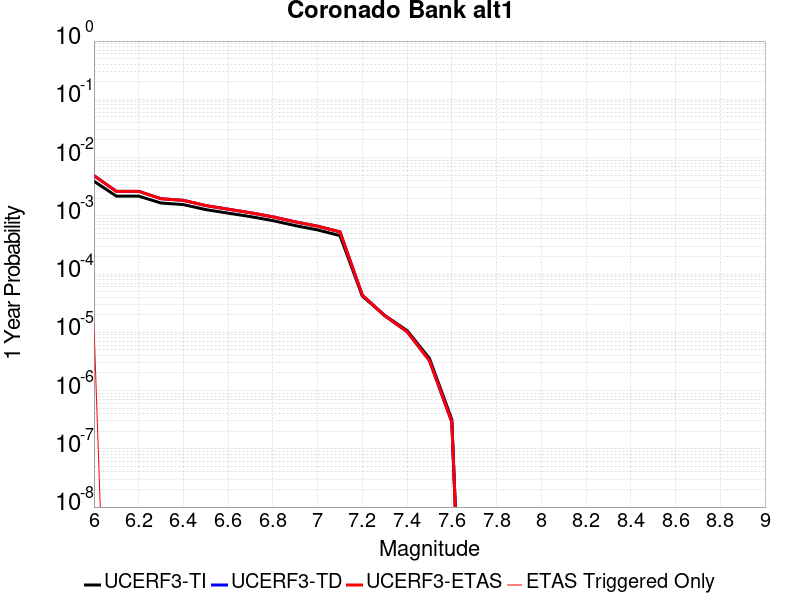 Coronado Bank alt1
10^0
10^-1
10^-2
10^-3
10^-4
10^-5
10^-6
10^-7
10^-8
1 Year Probability
6 6.2 6.4 6.6 6.8 7 7.2 7.4 7.6 7.8 8 8.2 8.4 8.6 8.8 9
Magnitude
UCERF3-TI UCERF3-TD UCERF3-ETAS ETAS Triggered Only